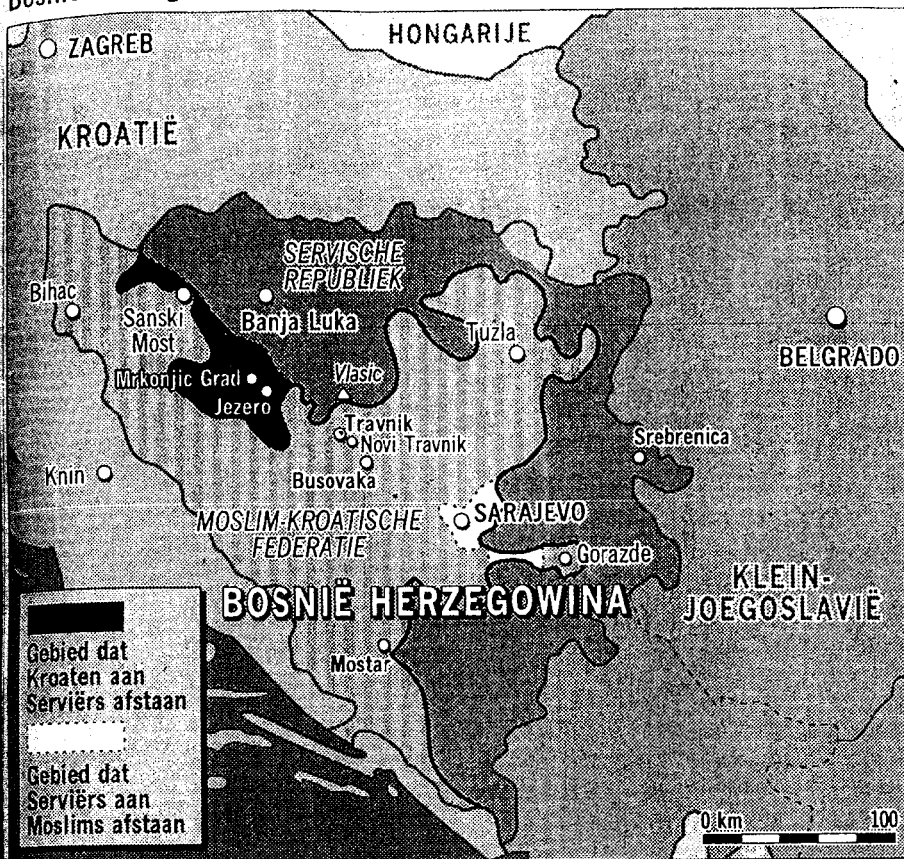 HONGARIJE
ZAGREB
KROATIË
SERVISCHE
REPUBLIEK
Bihac
Sanski
Most
Banja Luka
Tuzla
BELGRADO
Mrkonjic Grad
Vlasic
Jezero
Travnik
Novi Travnik
Srebrenica
Knin
Busovaka
MOSLIM-KROATISCHE
FEDERATIE
SARAJEVO
Gorazde
BOSNIË HERZEGOWINA
KLEIN-
JOEGOSLAVIË
Mostar
Gebied dat
Kroaten aan
Serviërs afstaan
Gebied dat
Serviërs aan
Moslims afstaan
0 km 100